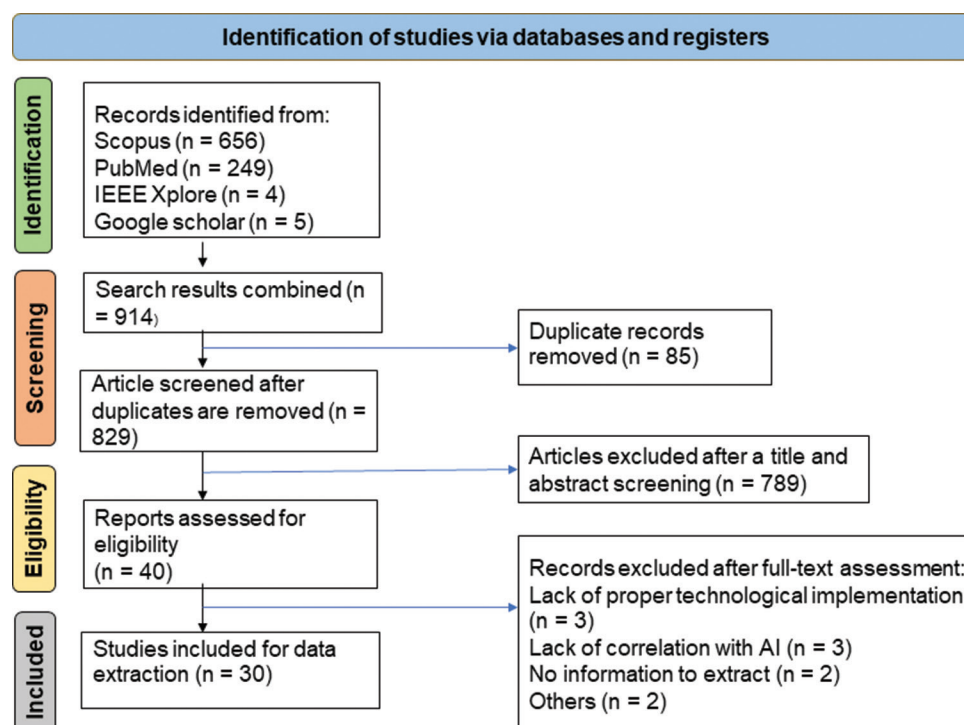 Identification of studies via databases and registers
Identification
Records identified from:
Scopus (n = 656)
PubMed (n = 249)
IEEE Xplore (n = 4)
Google scholar (n = 5)
Screening
Search results combined (n
= 914)
Duplicate records
removed (n = 85)
Article screened after
duplicates are removed (n =
829)
Articles excluded after a title and
abstract screening (n = 789)
Eligibility
Reports assessed for
eligibility
(n = 40)
Records excluded after full-text assessment:
Lack of proper technological implementation
(n = 3)
Lack of correlation with AI (n = 3)
No information to extract (n = 2)
Others (n = 2)
Included
Studies included for data
extraction (n = 30)